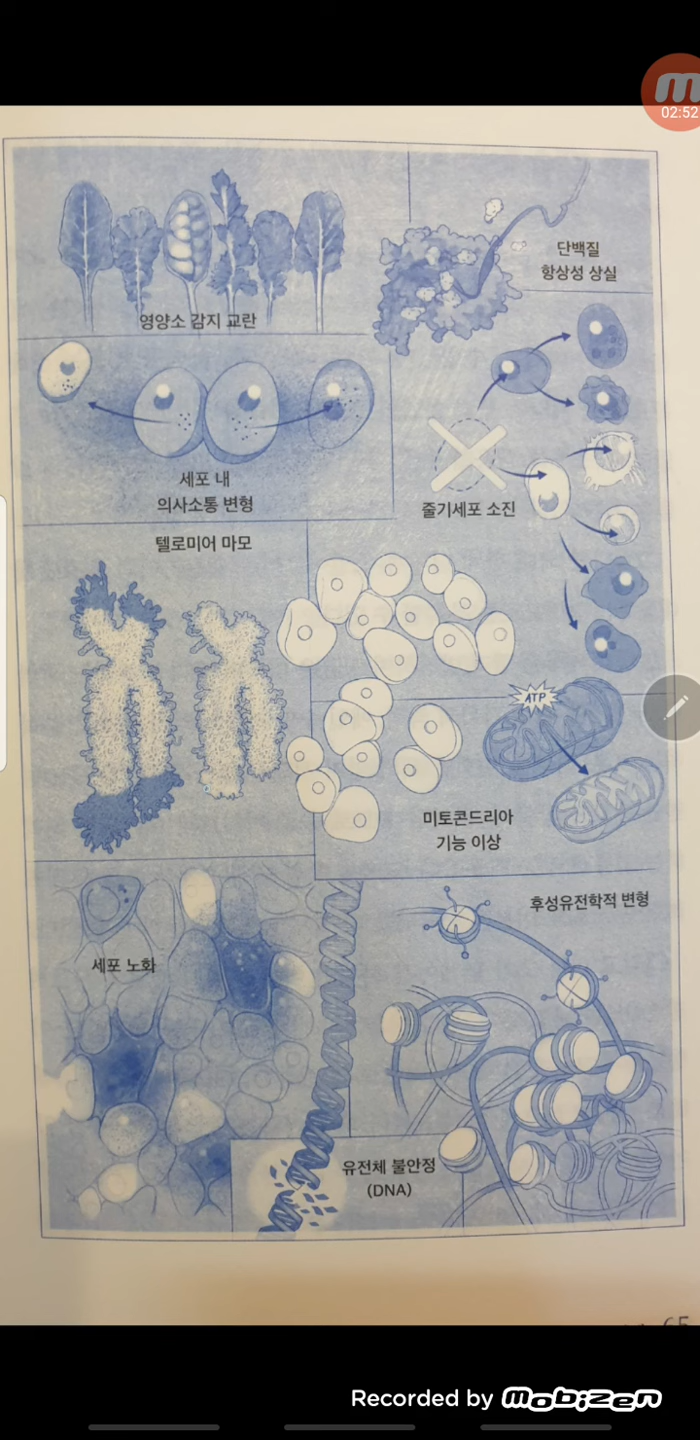 02:52
영양소 감지 교란
단백질
항상성 상실
세포 내
의사소통 변형
줄기세포 소진
텔로미어 마모
ATP
미토콘드리아
기능 이상
후성유전학적 변형
세포 노화
유전체 불안정
(DNA)
Recorded by mobizen